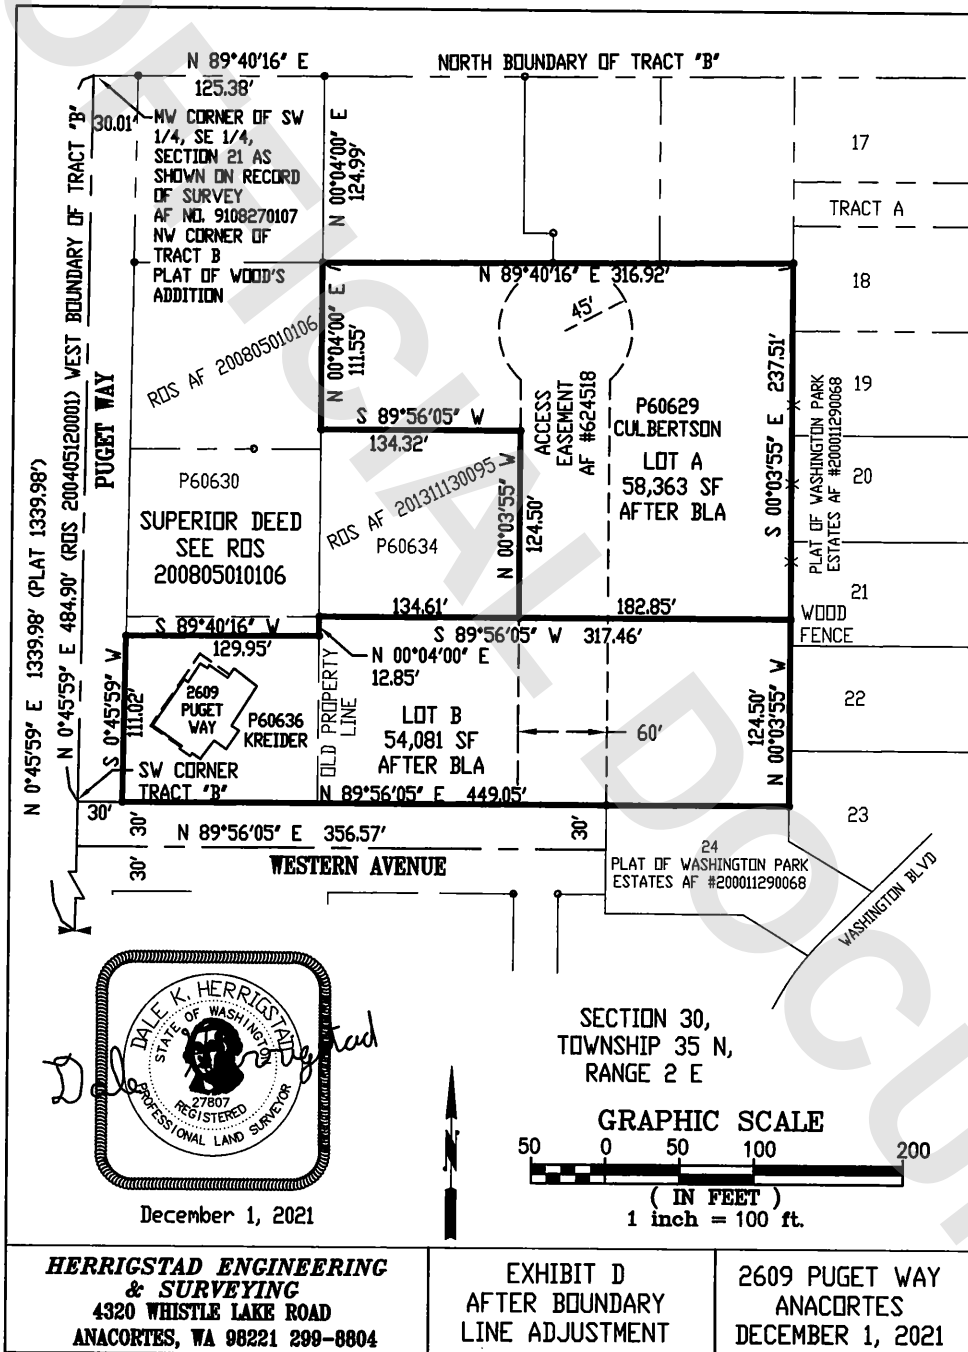 N 89°40'16" E
125.38'
NORTH BOUNDARY OF TRACT "B"
30.01'
MW CORNER OF SW
1/4, SE 1/4,
SECTION 21 AS
SHOWN ON RECORD
OF SURVEY
AF NO. 9108270107
NW CORNER OF
TRACT B
PLAT OF WOOD'S
ADDITION
N 00°04'00" E
124.99'
17
TRACT A
18
19
20
21
22
23
N 89°40'16" E 316.92'
45'
N 00°04'00" E
111.55'
ROS AF 200805010106
PUGET WAY
N 0°45'59" E 1339.98' (PLAT 1339.98')
N 0°45'59" E 484.90' (ROS 200405120001) WEST BOUNDARY OF TRACT "B"
S 89°56'05" W
134.32'
ACCESS
EASEMENT
AF #624518
P60629
CULBERTSON
LOT A
58,363 SF
AFTER BLA
S 00°03'55" E 237.51'
PLAT OF WASHINGTON PARK
ESTATES AF #200011290068
P60630
SUPERIOR DEED
SEE ROS
200805010106
ROS AF 201311130095
P60634
N 00°03'55" W
124.50'
134.61'
182.85'
WOOD
FENCE
S 89°40'16" W
129.95'
S 89°56'05" W 317.46'
N 00°04'00" E
12.85'
S 0°45'59" W
111.02'
2609
PUGET
WAY
P60636
KREIDER
OLD PROPERTY
LINE
LOT B
54,081 SF
AFTER BLA
60'
124.50'
N 00°03'55" W
SW CORNER
TRACT "B"
N 89°56'05" E 449.05'
30'
30'
N 89°56'05" E 356.57'
30'
30'
WESTERN AVENUE
24
PLAT OF WASHINGTON PARK
ESTATES AF #200011290068
WASHINGTON BLVD
DALE K. HERRIGSTAD
STATE OF WASHINGTON
27807
REGISTERED
PROFESSIONAL LAND SURVEYOR
December 1, 2021
N
SECTION 30,
TOWNSHIP 35 N,
RANGE 2 E
GRAPHIC SCALE
50 0 50 100 200
( IN FEET )
1 inch = 100 ft.
HERRIGSTAD ENGINEERING
& SURVEYING
4320 WHISTLE LAKE ROAD
ANACORTES, WA 98221 299-8804
EXHIBIT D
AFTER BOUNDARY
LINE ADJUSTMENT
2609 PUGET WAY
ANACORTES
DECEMBER 1, 2021